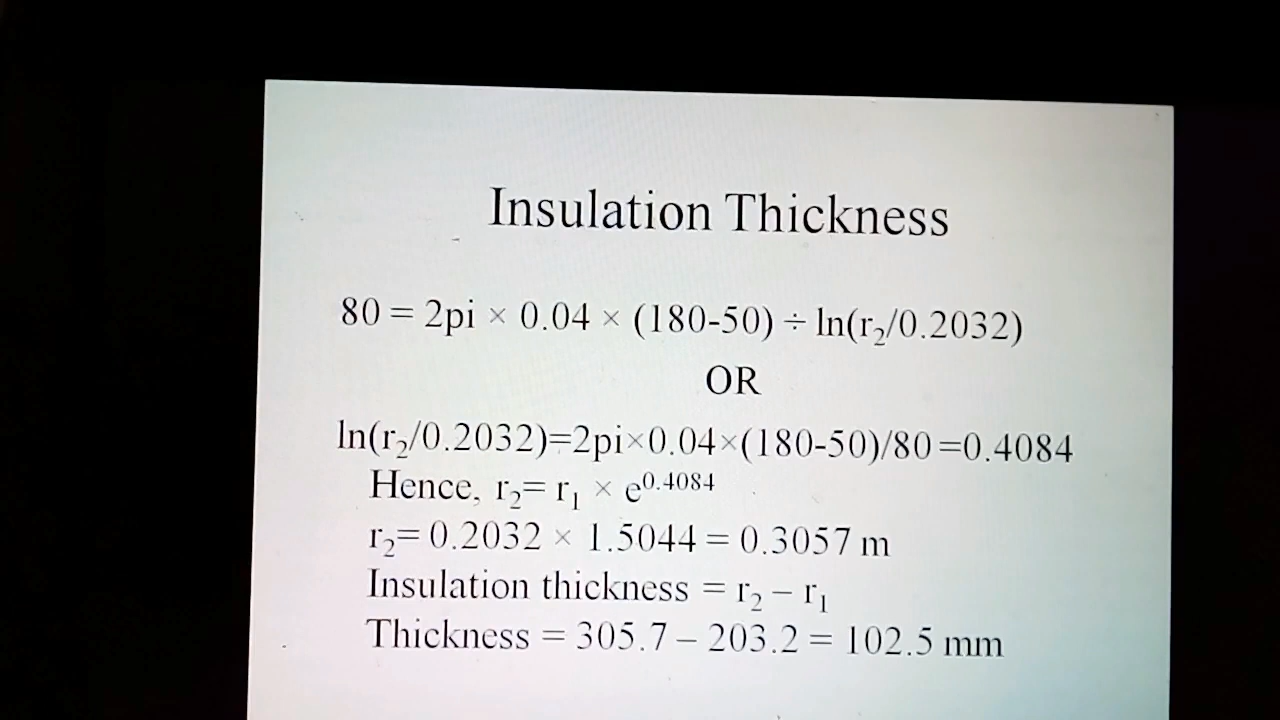 Insulation Thickness
80 = 2pi × 0.04 × (180-50) ÷ ln(r₂/0.2032)
OR
ln(r₂/0.2032)=2pi×0.04×(180-50)/80=0.4084
Hence, r₂= r₁ × e^0.4084
r₂= 0.2032 × 1.5044 = 0.3057 m
Insulation thickness = r₂ – r₁
Thickness = 305.7 – 203.2 = 102.5 mm